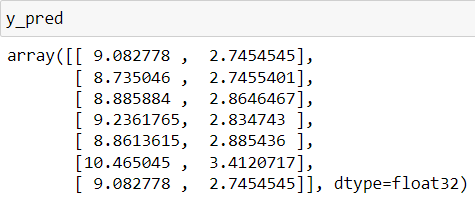 y_pred
array([[ 9.082778 , 2.7454545],
[ 8.735046 , 2.7455401],
[ 8.885884 , 2.8646467],
[ 9.2361765, 2.834743 ],
[ 8.8613615, 2.885436 ],
[10.465045 , 3.4120717],
[ 9.082778 , 2.7454545]], dtype=float32)